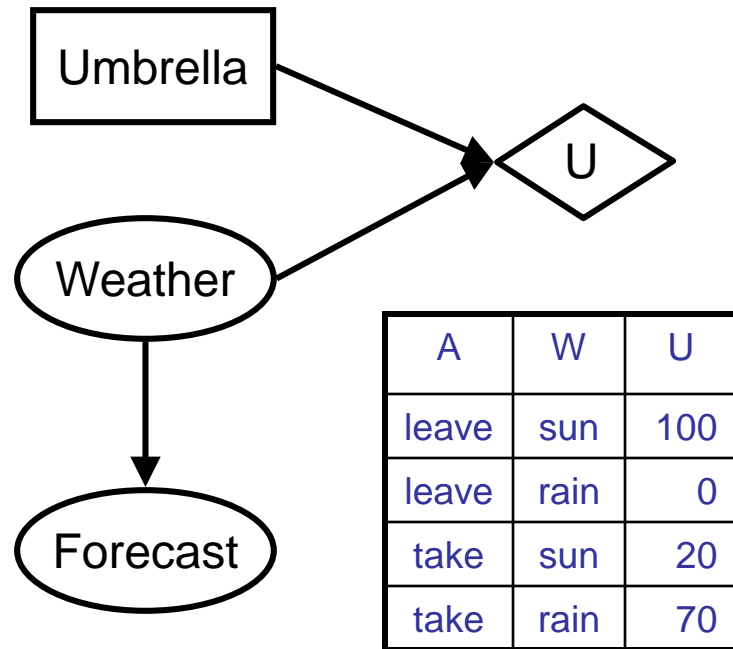 Umbrella
U
Weather
Forecast
A W U
leave sun 100
leave rain 0
take sun 20
take rain 70